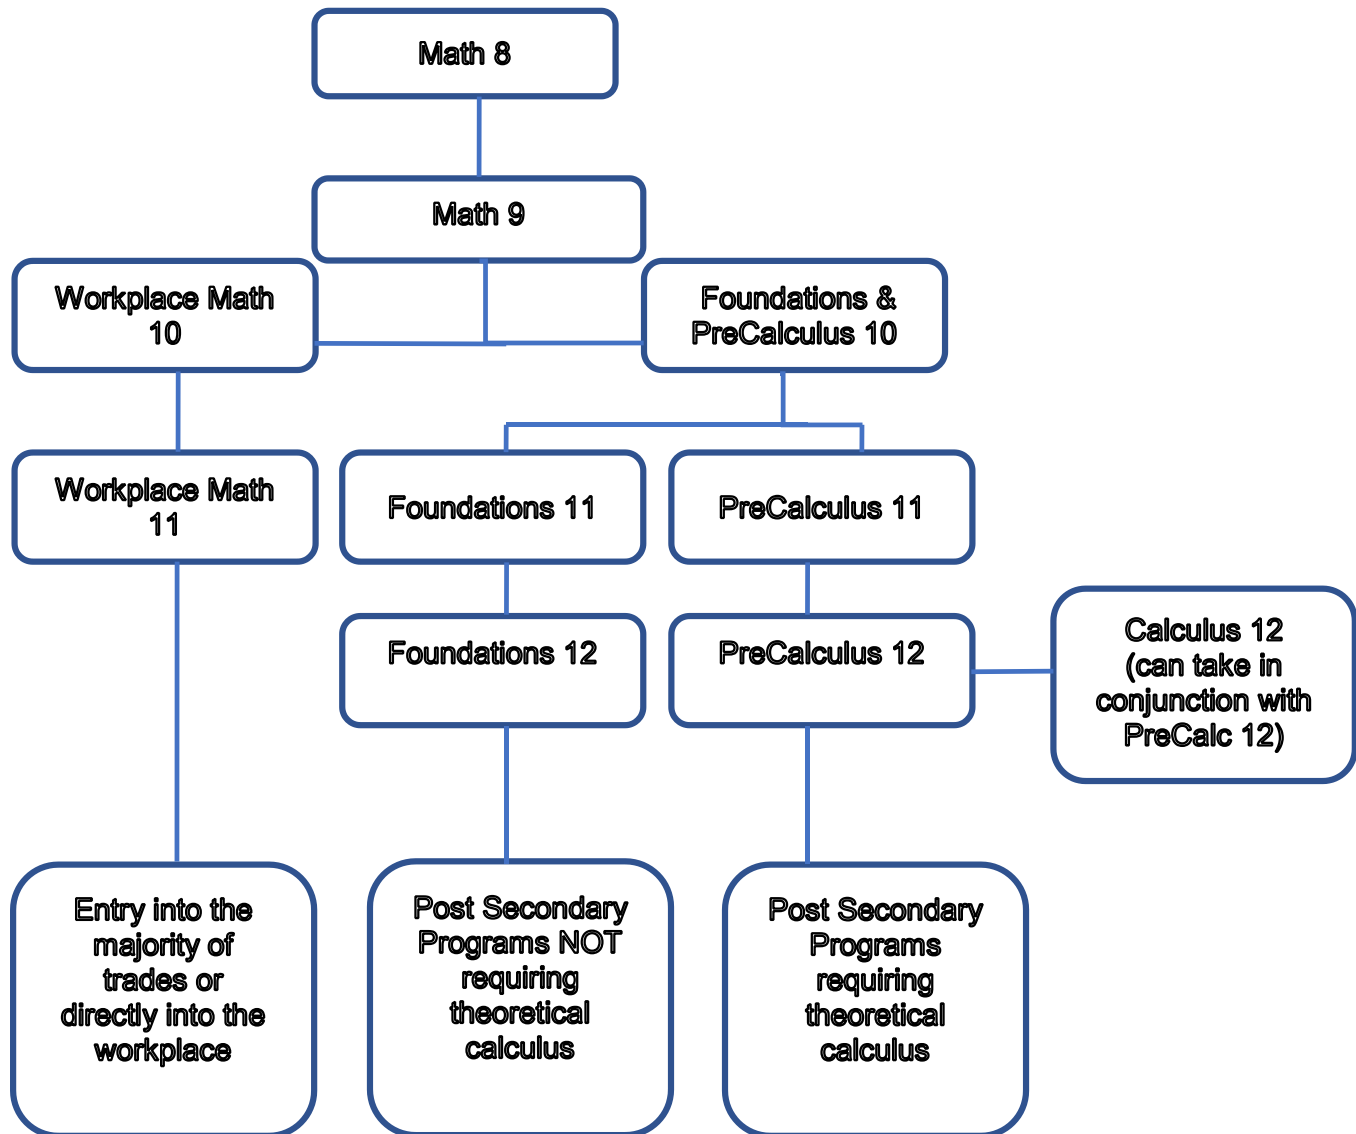 Math 8
Math 9
Workplace Math
10
Foundations &
PreCalculus 10
Workplace Math
11
Foundations 11
PreCalculus 11
Foundations 12
PreCalculus 12
Calculus 12
(can take in
conjunction with
PreCalc 12)
Entry into the
majority of
trades or
directly into the
workplace
Post Secondary
Programs NOT
requiring
theoretical
calculus
Post Secondary
Programs
requiring
theoretical
calculus